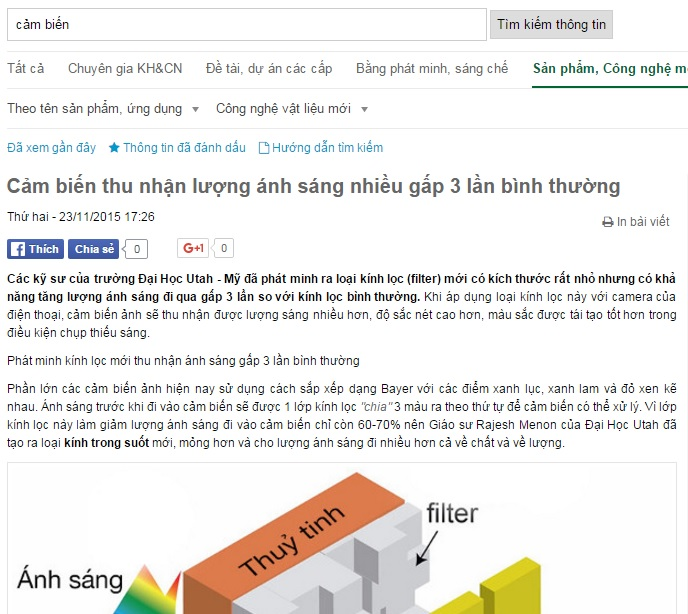 cảm biến
Tìm kiếm thông tin
Tất cả Chuyên gia KH&CN Đề tài, dự án các cấp Bằng phát minh, sáng chế Sản phẩm, Công nghệ m
Theo tên sản phẩm, ứng dụng Công nghệ vật liệu mới
Đã xem gần đây Thông tin đã đánh dấu Hướng dẫn tìm kiếm
Cảm biến thu nhận lượng ánh sáng nhiều gấp 3 lần bình thường
Thứ hai - 23/11/2015 17:26
In bài viết
Thích Chia sẻ 0 G+1 0
Các kỹ sư của trường Đại Học Utah - Mỹ đã phát minh ra loại kính lọc (filter) mới có kích thước rất nhỏ nhưng có khả
năng tăng lượng ánh sáng đi qua gấp 3 lần so với kính lọc bình thường. Khi áp dụng loại kính lọc này với camera của
điện thoại, cảm biến ảnh sẽ thu nhận được lượng sáng nhiều hơn, độ sắc nét cao hơn, màu sắc được tái tạo tốt hơn trong
điều kiện chụp thiếu sáng.
Phát minh kính lọc mới thu nhận ánh sáng gấp 3 lần bình thường
Phần lớn các cảm biến ảnh hiện nay sử dụng cách sắp xếp dạng Bayer với các điểm xanh lục, xanh lam và đỏ xen kẽ
nhau. Ánh sáng trước khi đi vào cảm biến sẽ được 1 lớp kính lọc "chia" 3 màu ra theo thứ tự để cảm biến có thể xử lý. Vì lớp
kính lọc này làm giảm lượng ánh sáng đi vào cảm biến chỉ còn 60-70% nên Giáo sư Rajesh Menon của Đại Học Utah đã
tạo ra loại kính trong suốt mới, mỏng hơn và cho lượng ánh sáng đi nhiều hơn cả về chất và về lượng.
Thuỷ tinh
filter
Ánh sáng